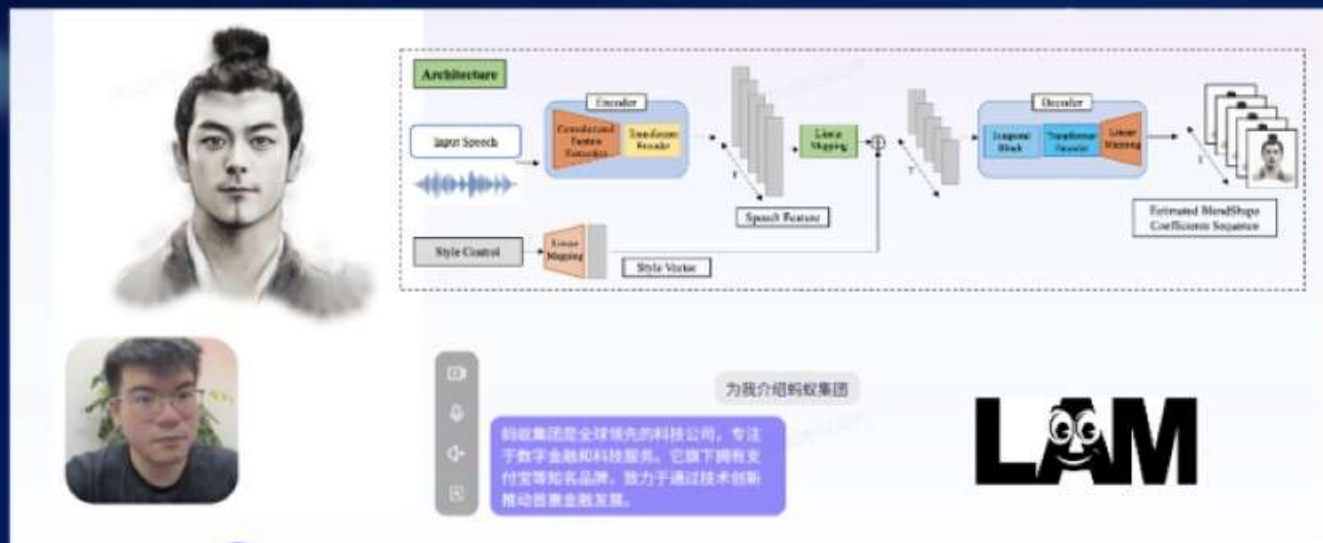 Architecture
Encoder
Decoder
Input Speech
Convolutional
Feature
Extraction
Transformer
Encoder
Linear
Mapping
Temporal
Block
Transformer
Decoder
Linear
Mapping
T
T
T
Speech Feature
Estimated BlendShape
Coefficients Sequence
Style Control
Linear
Mapping
Style Vector
为我介绍蚂蚁集团
蚂蚁集团是全球领先的科技公司，专注
于数字金融和科技服务。它旗下拥有支
付宝等知名品牌，致力于通过技术创新
推动普惠金融发展。
LAM